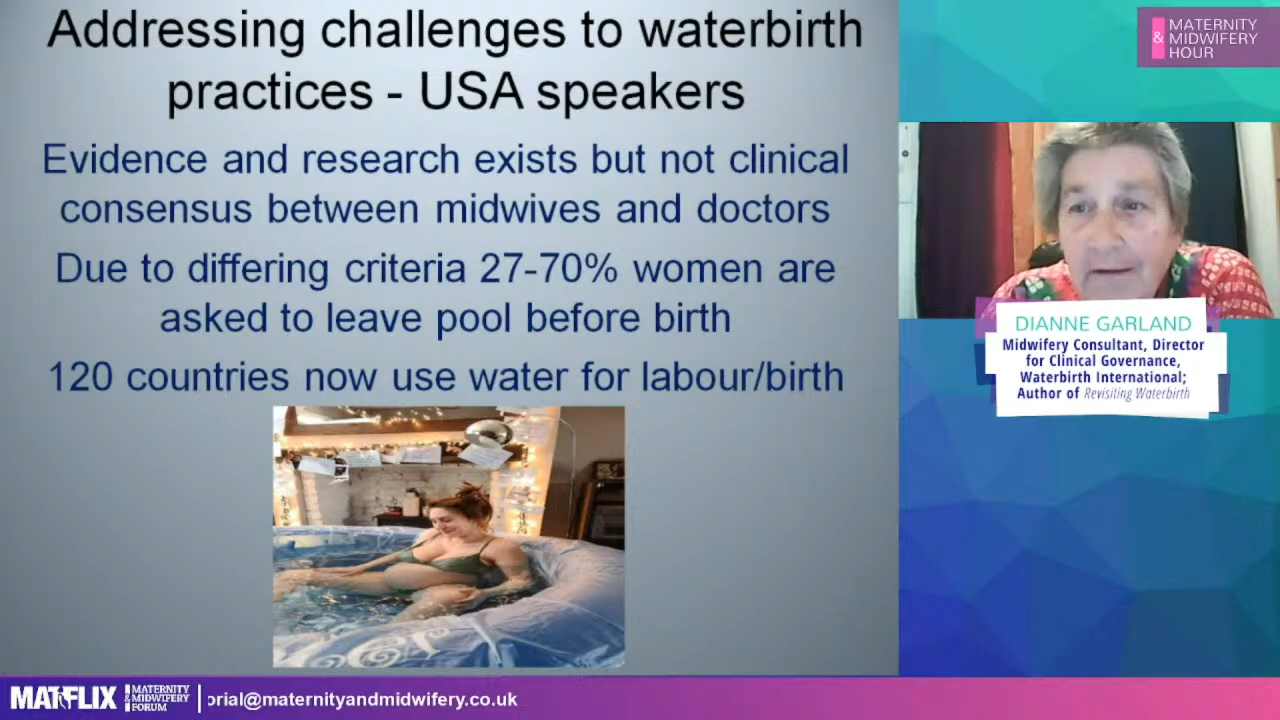 Addressing challenges to waterbirth
practices - USA speakers
Evidence and research exists but not clinical
consensus between midwives and doctors
Due to differing criteria 27-70% women are
asked to leave pool before birth
120 countries now use water for labour/birth
MATERNITY
& MIDWIFERY
HOUR
DIANNE GARLAND
Midwifery Consultant, Director
for Clinical Governance,
Waterbirth International;
Author of Revisiting Waterbirth
MATFLIX
MATERNITY
& MIDWIFERY
FORUM
orial@maternityandmidwifery.co.uk